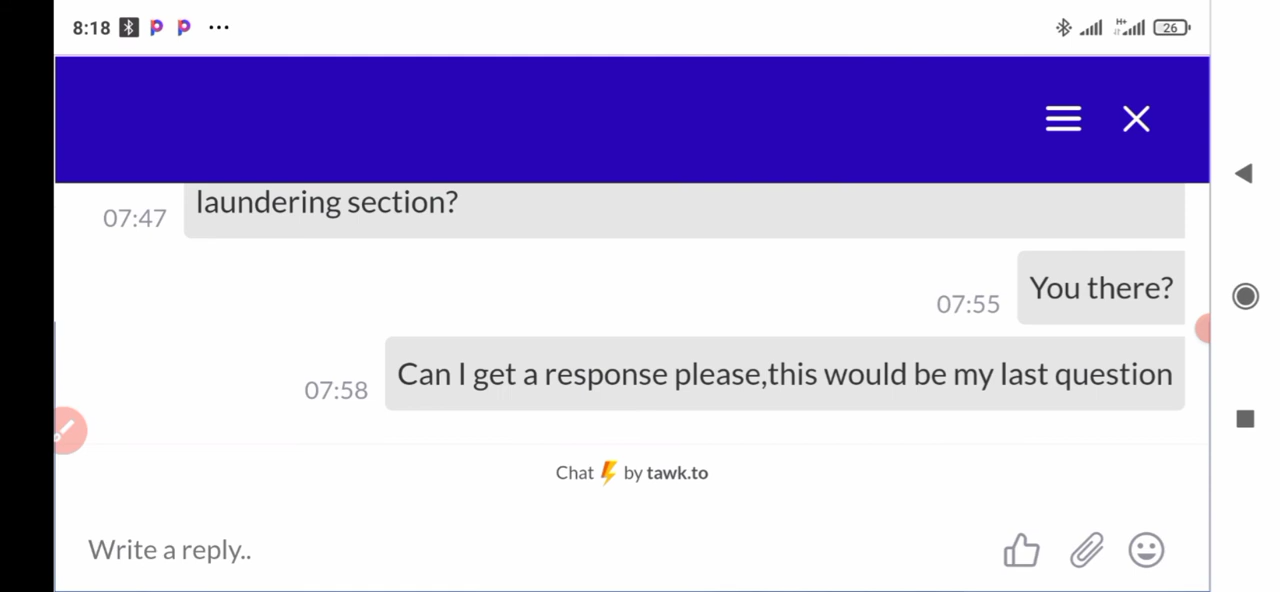 8:18
H+
26
laundering section?
07:47
You there?
07:55
Can I get a response please,this would be my last question
07:58
Chat by tawk.to
Write a reply..